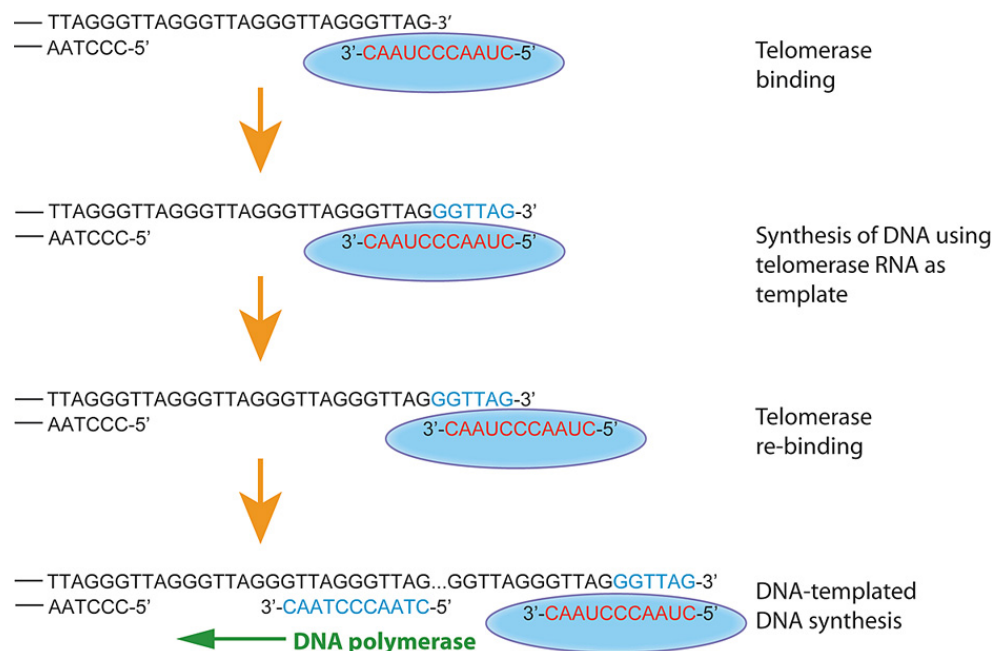 TTAGGGTTAGGGTTAGGGTTAGGGTTAG-3'
AATCCC-5'
3'-CAAUCCCAAUC-5'
Telomerase
binding
TTAGGGTTAGGGTTAGGGTTAGGGTTAGGGTTAG-3'
AATCCC-5'
3'-CAAUCCCAAUC-5'
Synthesis of DNA using
telomerase RNA as
template
TTAGGGTTAGGGTTAGGGTTAGGGTTAGGGTTAG-3'
AATCCC-5'
3'-CAAUCCCAAUC-5'
Telomerase
re-binding
TTAGGGTTAGGGTTAGGGTTAGGGTTAG...GGTTAGGGTTAGGGTTAG-3'
AATCCC-5'
3'-CAATCCCAATC-5'
3'-CAAUCCCAAUC-5'
DNA-templated
DNA synthesis
DNA polymerase